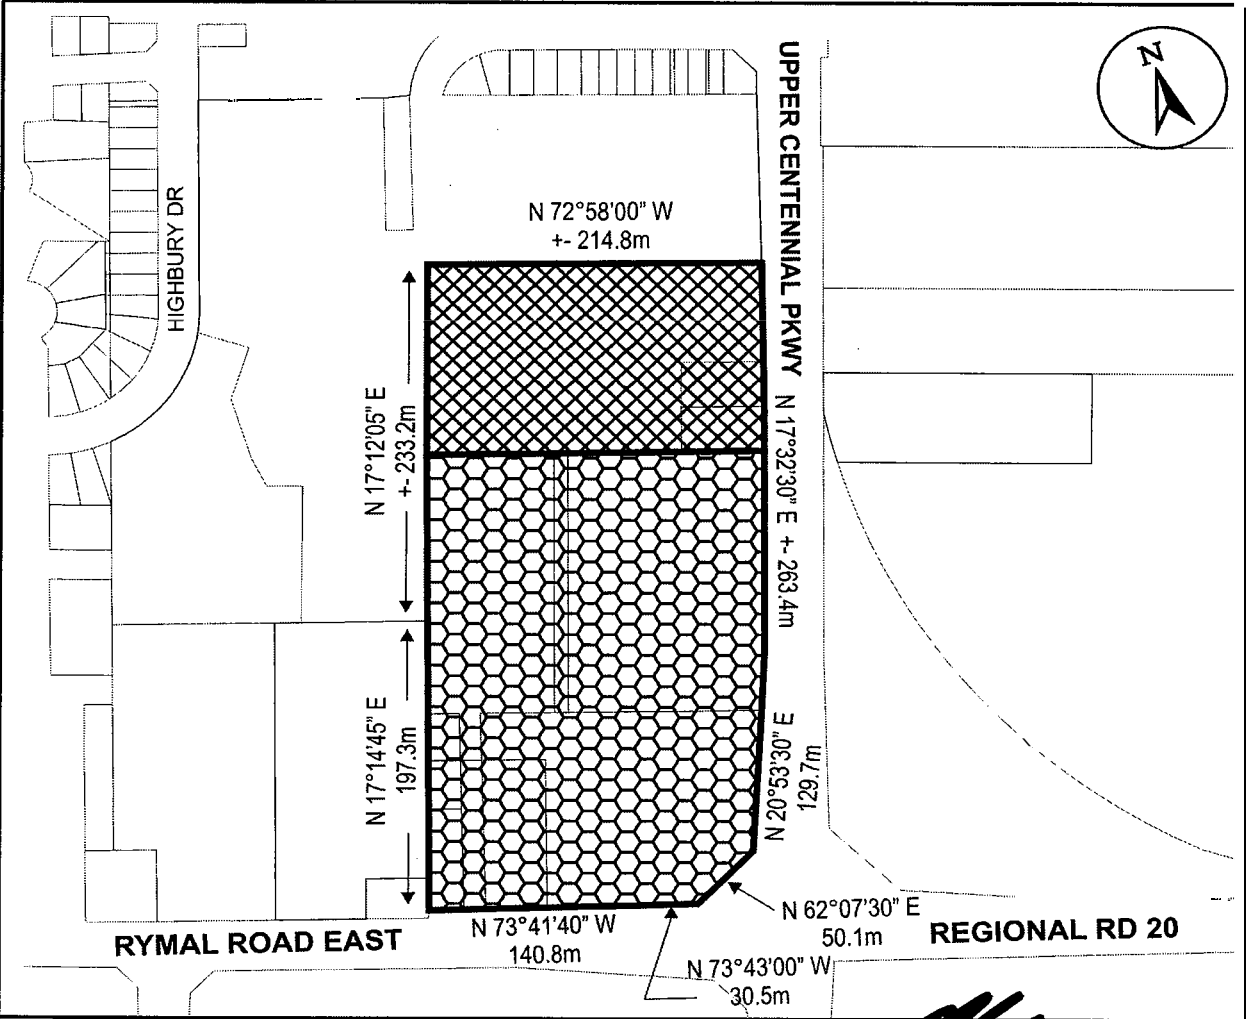 N
UPPER CENTENNIAL PKWY
HIGHBURY DR
N 72°58'00" W
+- 214.8m
N 17°12'05" E
+- 233.2m
N 17°32'30" E +- 263.4m
N 17°14'45" E
197.3m
N 20°53'30" E
129.7m
N 62°07'30" E
50.1m
N 73°41'40" W
140.8m
N 73°43'00" W
30.5m
RYMAL ROAD EAST
REGIONAL RD 20